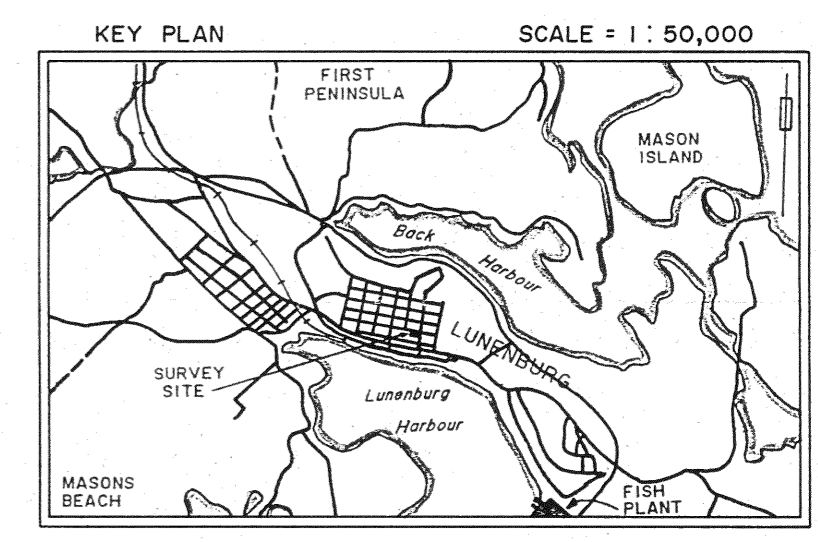 KEY PLAN
SCALE = 1 : 50,000
FIRST
PENINSULA
MASON
ISLAND
Back
Harbour
LUNENBURG
SURVEY
SITE
Lunenburg
Harbour
MASONS
BEACH
FISH
PLANT